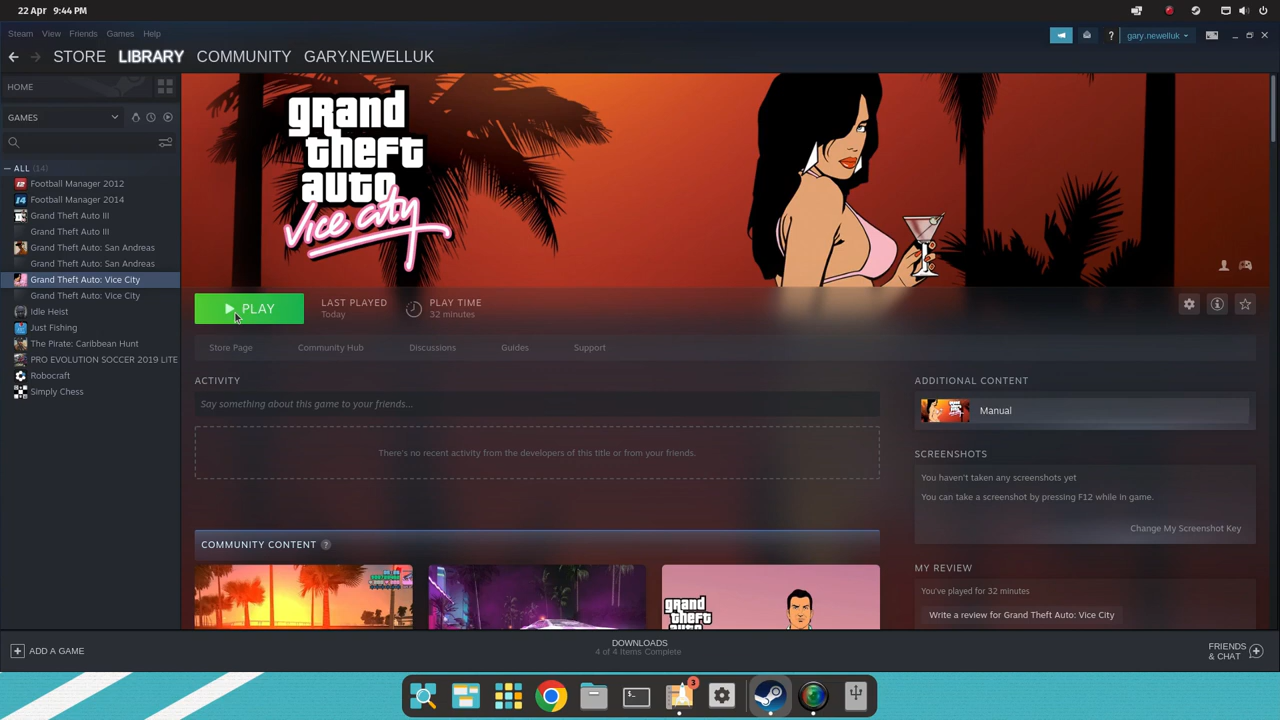 22 Apr 9:44 PM
Steam View Friends Games Help
? gary.newelluk
STORE LIBRARY COMMUNITY GARY.NEWELLUK
HOME
GAMES
ALL (14)
Football Manager 2012
Football Manager 2014
Grand Theft Auto III
Grand Theft Auto III
Grand Theft Auto: San Andreas
Grand Theft Auto: San Andreas
Grand Theft Auto: Vice City
Grand Theft Auto: Vice City
Idle Heist
Just Fishing
The Pirate: Caribbean Hunt
PRO EVOLUTION SOCCER 2019 LITE
Robocraft
Simply Chess
grand
theft
auto
vice city
PLAY
LAST PLAYED
Today
PLAY TIME
32 minutes
Store Page Community Hub Discussions Guides Support
ACTIVITY
Say something about this game to your friends...
There's no recent activity from the developers of this title or from your friends.
COMMUNITY CONTENT ?
grand
theft
ADDITIONAL CONTENT
Manual
SCREENSHOTS
You haven't taken any screenshots yet
You can take a screenshot by pressing F12 while in game.
Change My Screenshot Key
MY REVIEW
You've played for 32 minutes
Write a review for Grand Theft Auto: Vice City
+ ADD A GAME
DOWNLOADS
4 of 4 Items Complete
FRIENDS
& CHAT +
3